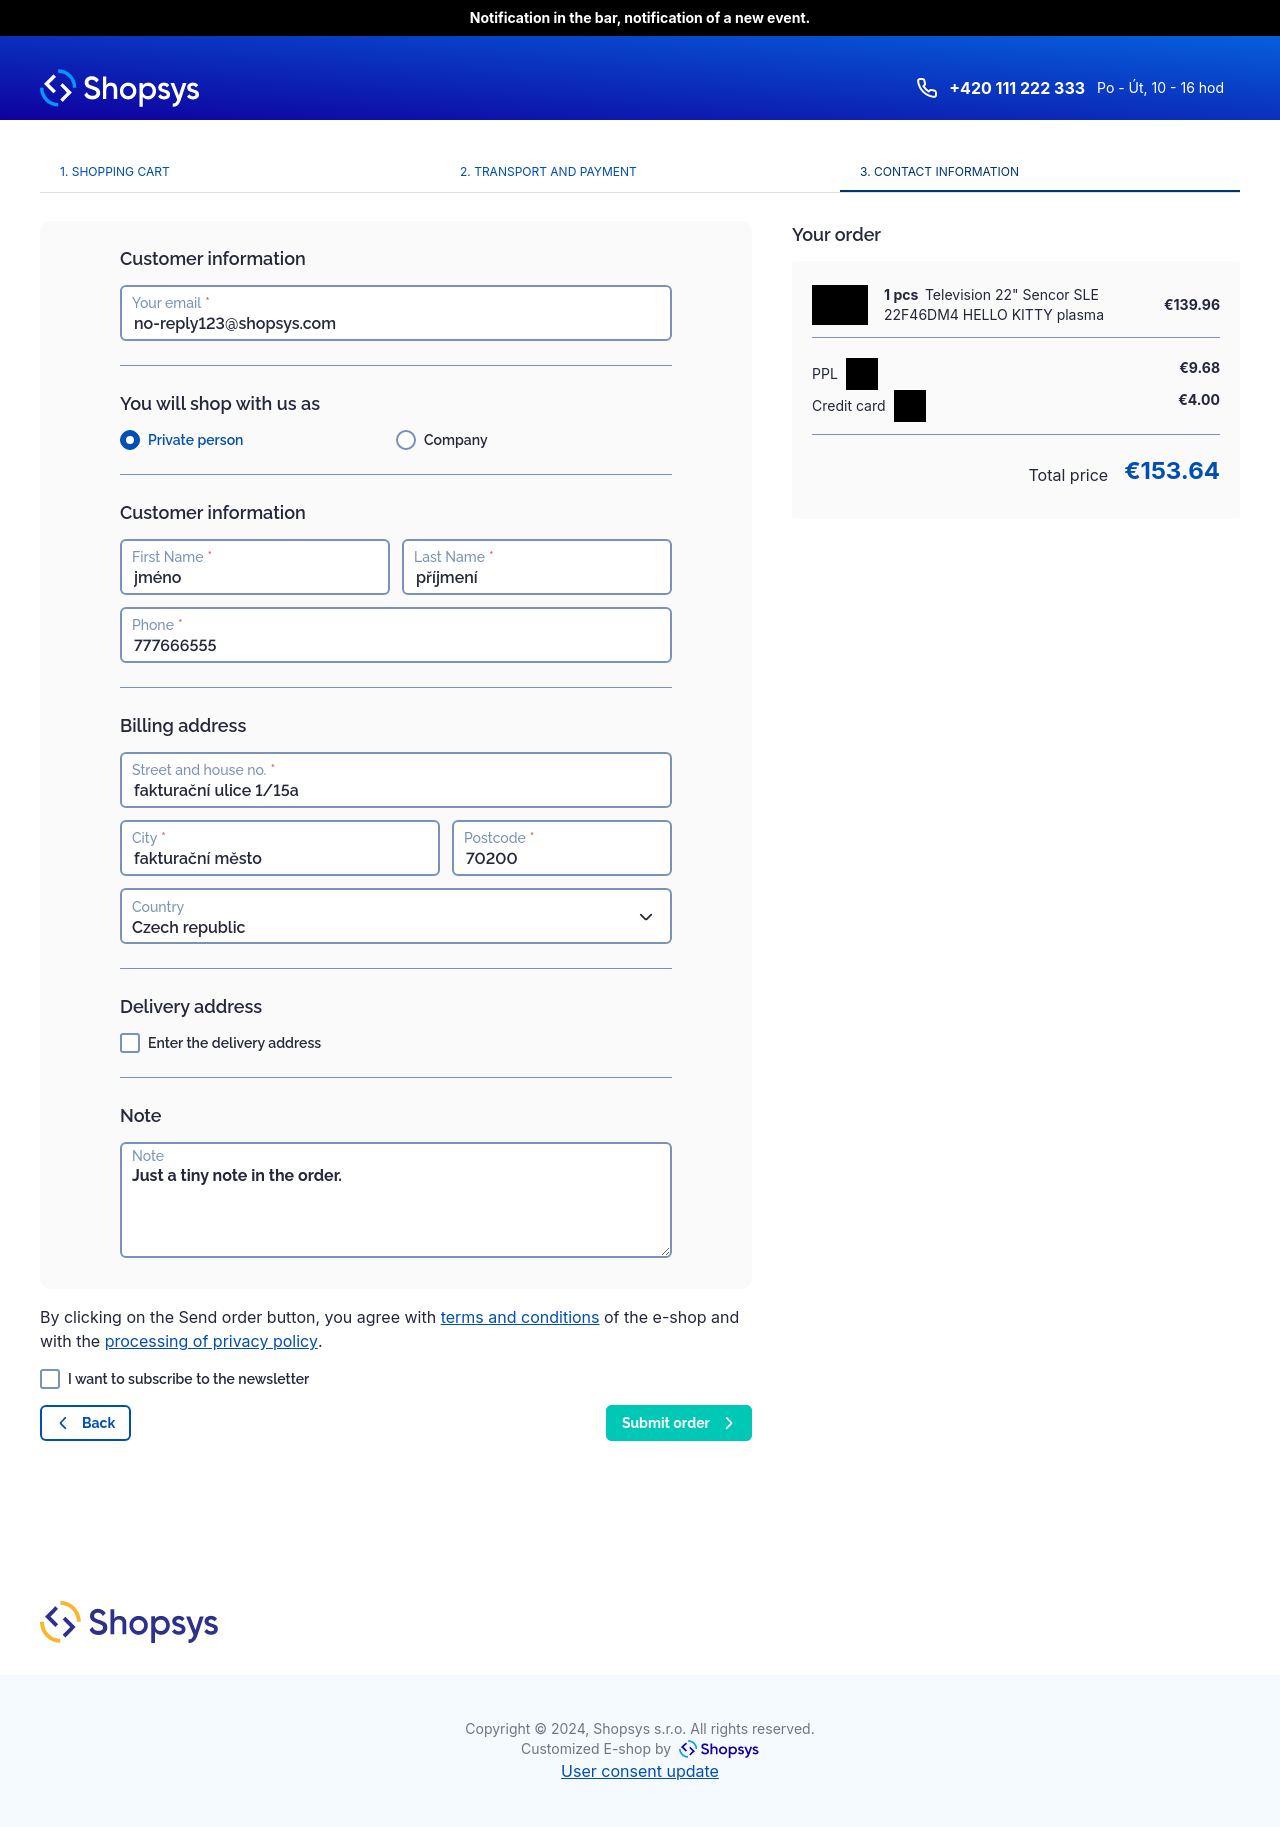 Notification in the bar, notification of a new event.
Shopsys
+420 111 222 333 Po - Út, 10 - 16 hod
1. SHOPPING CART
2. TRANSPORT AND PAYMENT
3. CONTACT INFORMATION
Customer information
Your email *
no-reply123@shopsys.com
You will shop with us as
Private person
Company
Customer information
First Name *
jméno
Last Name *
příjmení
Phone *
777666555
Billing address
Street and house no. *
fakturační ulice 1/15a
City *
fakturační město
Postcode *
70200
Country
Czech republic
Delivery address
Enter the delivery address
Note
Note
Just a tiny note in the order.
By clicking on the Send order button, you agree with terms and conditions of the e-shop and
with the processing of privacy policy.
I want to subscribe to the newsletter
Back
Submit order
Your order
1 pcs Television 22" Sencor SLE
22F46DM4 HELLO KITTY plasma
€139.96
PPL
€9.68
Credit card
€4.00
Total price €153.64
Shopsys
Copyright © 2024, Shopsys s.r.o. All rights reserved.
Customized E-shop by Shopsys
User consent update